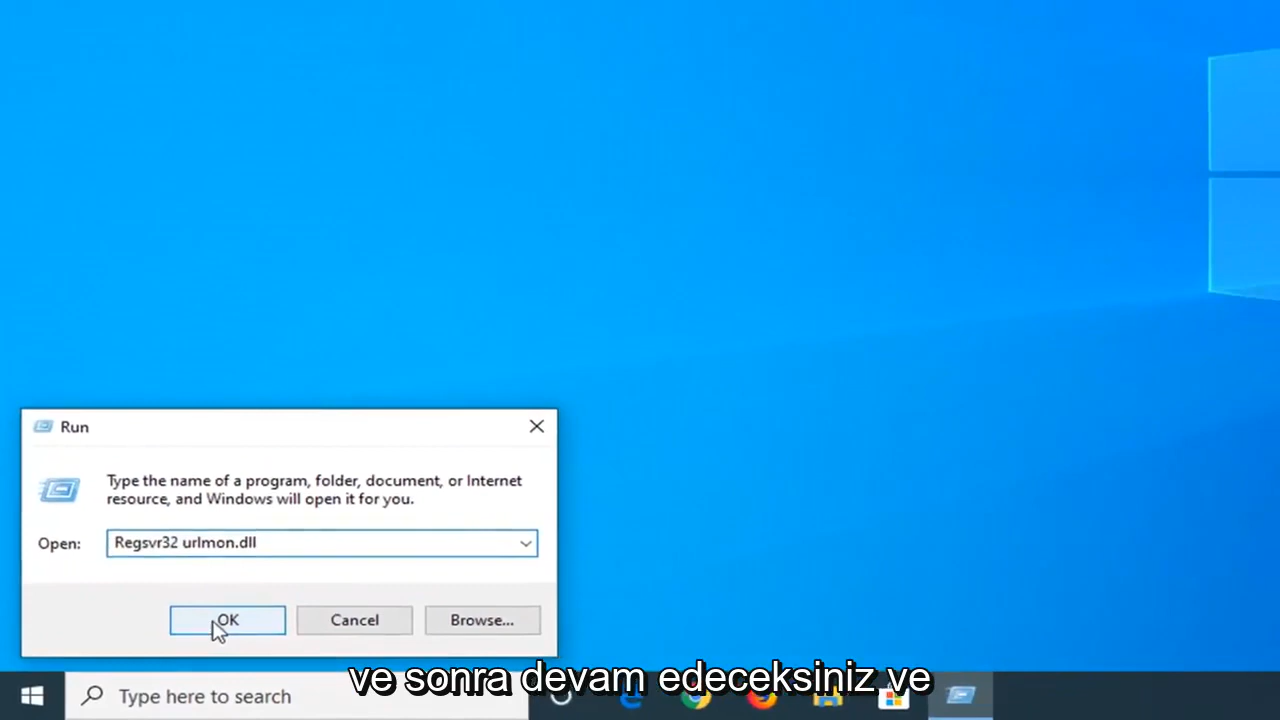 Run
Type the name of a program, folder, document, or Internet
resource, and Windows will open it for you.
Open: Regsvr32 urlmon.dll
OK Cancel Browse...
ve sonra devam edeceksiniz ve
Type here to search